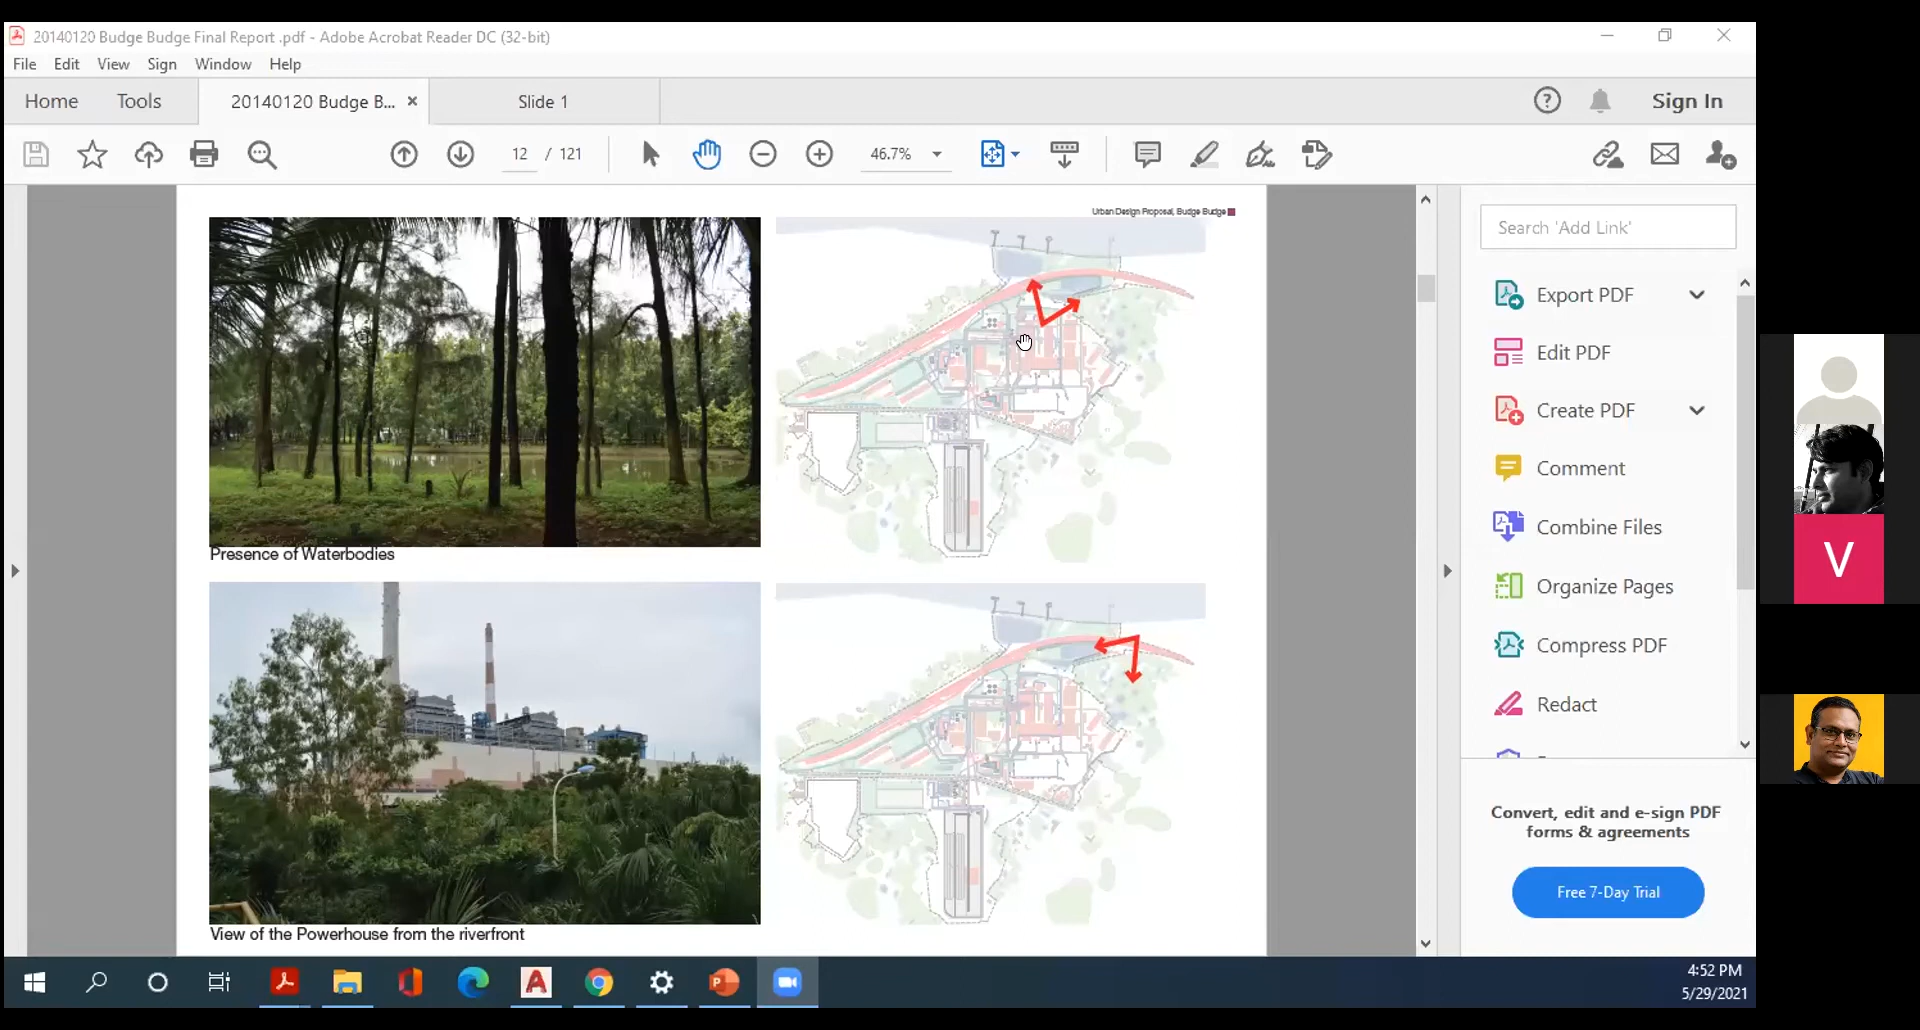 20140120 Budge Budge Final Report .pdf - Adobe Acrobat Reader DC (32-bit)
File Edit View Sign Window Help
Home Tools 20140120 Budge B... × Slide 1 Sign In
12 / 121 46.7%
Urban Design Proposal, Budge Budge
Presence of Waterbodies
View of the Powerhouse from the riverfront
Search 'Add Link'
Export PDF
Edit PDF
Create PDF
Comment
Combine Files
Organize Pages
Compress PDF
Redact
Convert, edit and e-sign PDF
forms & agreements
Free 7-Day Trial
V
4:52 PM
5/29/2021